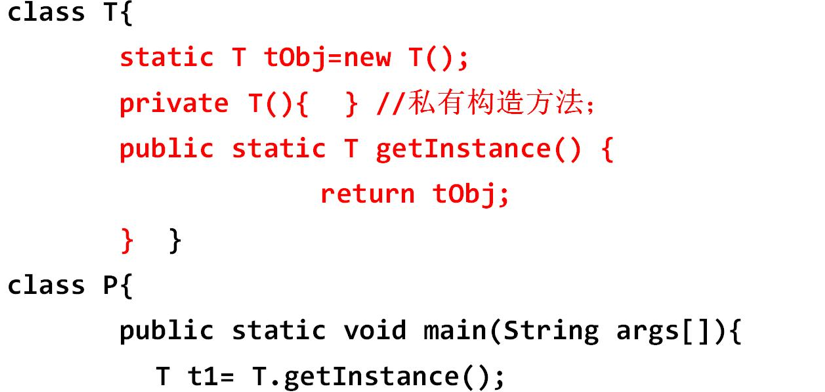 class T{
static T tObj=new T();
private T(){ } //私有构造方法;
public static T getInstance() {
return tObj;
} }
class P{
public static void main(String args[]){
T t1= T.getInstance();